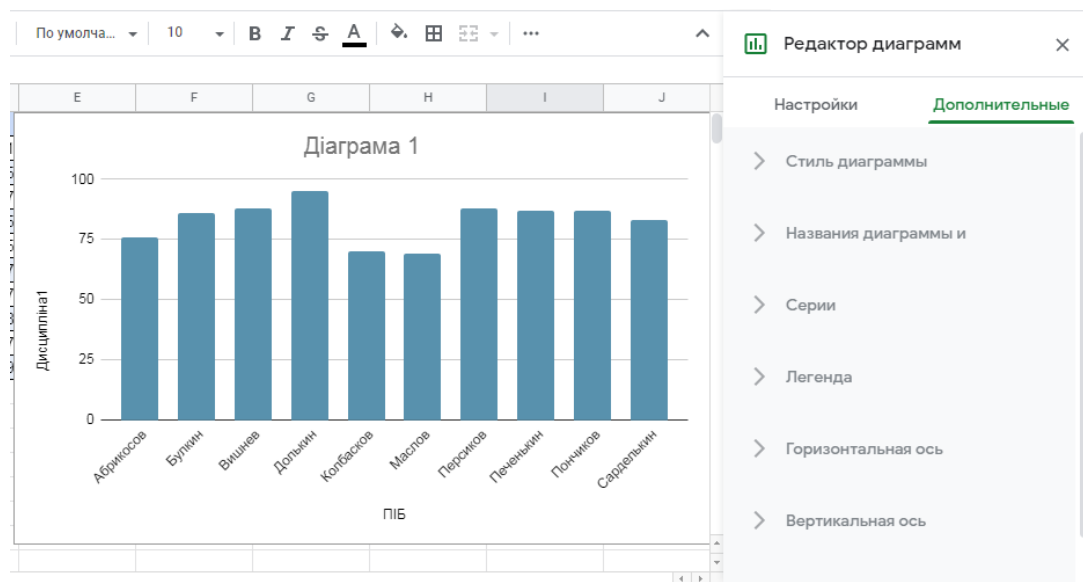 По умолча... 10 B I S A
Редактор диаграмм
E F G H I J
Настройки Дополнительные
Діаграма 1
Стиль диаграммы
100
75
50
25
0
Дисципліна1
Названия диаграммы и
Серии
Легенда
Горизонтальная ось
Вертикальная ось
Абрикосов Булкин Вишнев Долькин Колбасков Маслов Персиков Печенькин Пончиков Сарделькин
ПІБ